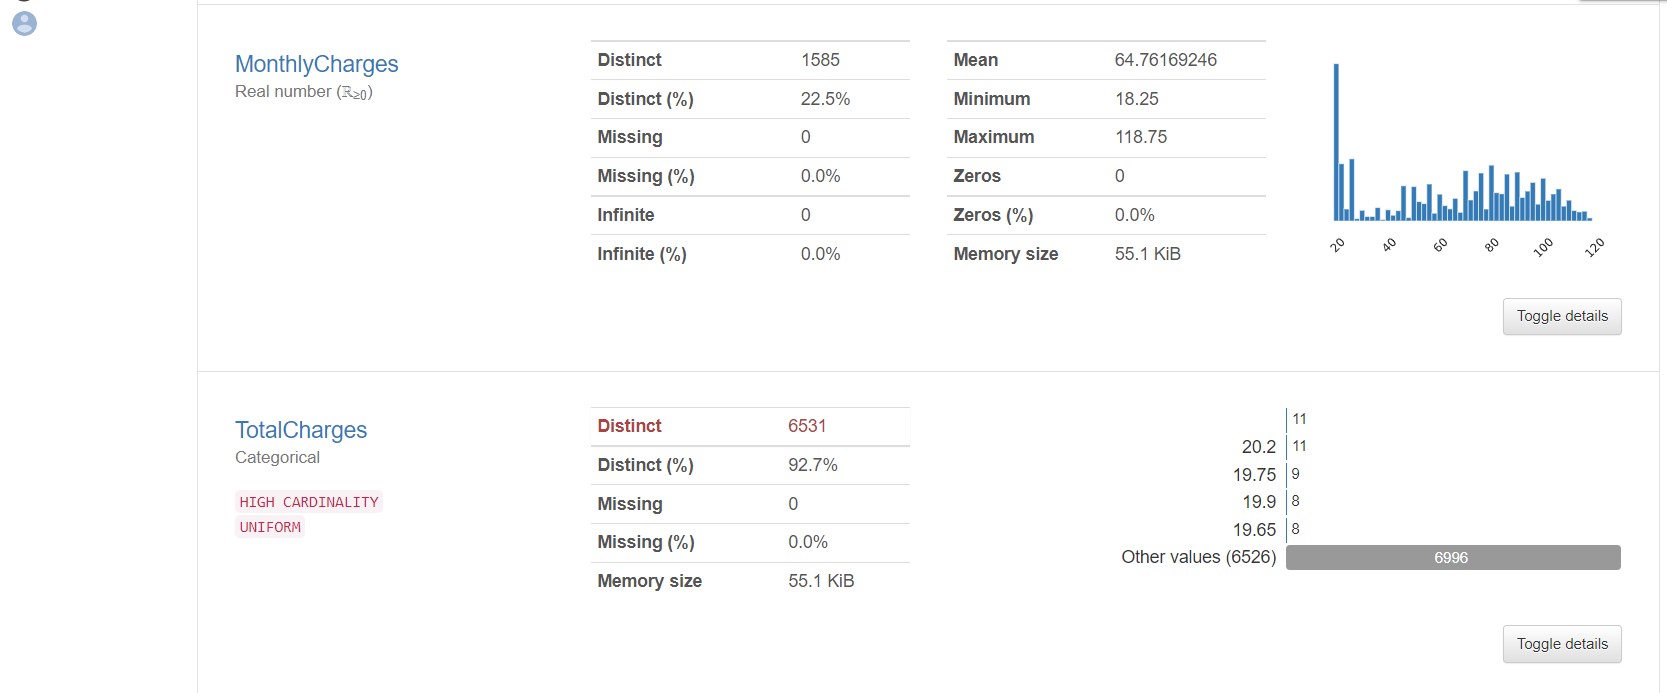 MonthlyCharges
Real number (ℝ≥0)
Distinct 1585
Distinct (%) 22.5%
Missing 0
Missing (%) 0.0%
Infinite 0
Infinite (%) 0.0%
Mean 64.76169246
Minimum 18.25
Maximum 118.75
Zeros 0
Zeros (%) 0.0%
Memory size 55.1 KiB
20 40 60 80 100 120
Toggle details
TotalCharges
Categorical
HIGH CARDINALITY
UNIFORM
Distinct 6531
Distinct (%) 92.7%
Missing 0
Missing (%) 0.0%
Memory size 55.1 KiB
11
20.2 11
19.75 9
19.9 8
19.65 8
Other values (6526) 6996
Toggle details